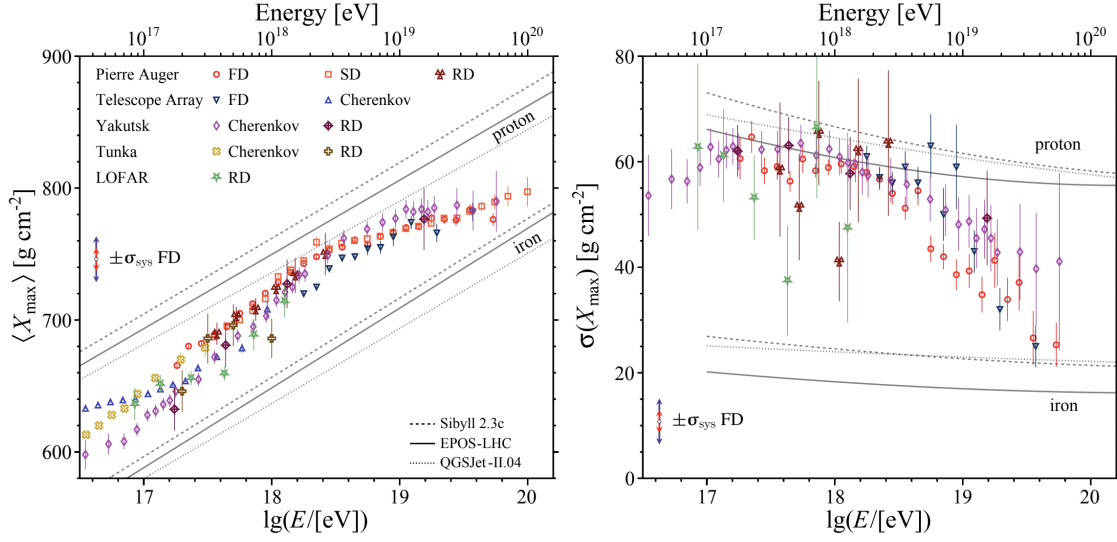 Energy [eV]
10^17 10^18 10^19 10^20
900
800
700
600
⟨X_max⟩ [g cm^−2]
Pierre Auger FD SD RD
Telescope Array FD Cherenkov
Yakutsk Cherenkov RD
Tunka Cherenkov RD
LOFAR RD
proton
iron
±σ_sys FD
Sibyll 2.3c
EPOS-LHC
QGSJet-II.04
17 18 19 20
lg(E/[eV])
Energy [eV]
10^17 10^18 10^19 10^20
80
60
40
20
0
σ(X_max) [g cm^−2]
proton
iron
±σ_sys FD
17 18 19 20
lg(E/[eV])